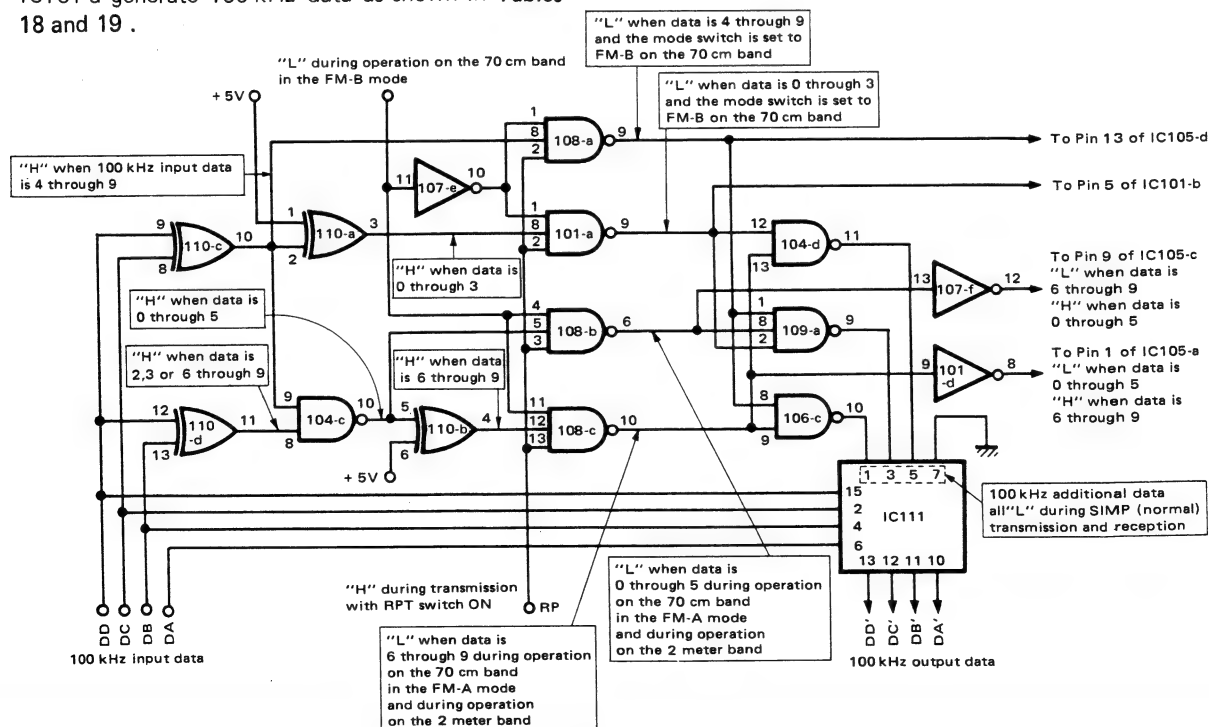 18 and 19 .
"L" when data is 4 through 9
and the mode switch is set to
FM-B on the 70 cm band
"L" during operation on the 70 cm band
in the FM-B mode
"L" when data is 0 through 3
and the mode switch is set to
FM-B on the 70 cm band
+5V
1
8
2
108-a
9
To Pin 13 of IC105-d
"H" when 100 kHz input data
is 4 through 9
11
107-e
10
To Pin 5 of IC101-b
9
8
110-c
10
1
2
110-a
3
1
8
2
101-a
9
12
13
104-d
11
"H" when data is
0 through 3
To Pin 9 of IC105-c
"L" when data is
6 through 9
"H" when data is
0 through 5
13
107-f
12
"H" when data is
0 through 5
4
5
3
108-b
6
1
8
2
109-a
9
"H" when data is
2,3 or 6 through 9
"H" when data
is 6 through 9
To Pin 1 of IC105-a
"L" when data is
0 through 5
"H" when data is
6 through 9
9
101
-d
8
12
13
110
-d
11
9
8
104-c
10
5
6
110-b
4
11
12
13
108-c
10
8
9
106-c
10
+5V
1 3 5 7
15
2
4
6
IC111
13 12 11 10
100 kHz additional data
all "L" during SIMP (normal)
transmission and reception
"H" during transmission
with RPT switch ON
RP
"L" when data is
0 through 5 during operation
on the 70 cm band
in the FM-A mode
and during operation
on the 2 meter band
DD
DC
DB
DA
100 kHz input data
DD'
DC'
DB'
DA'
100 kHz output data
"L" when data is
6 through 9 during operation
on the 70 cm band
in the FM-A mode
and during operation
on the 2 meter band